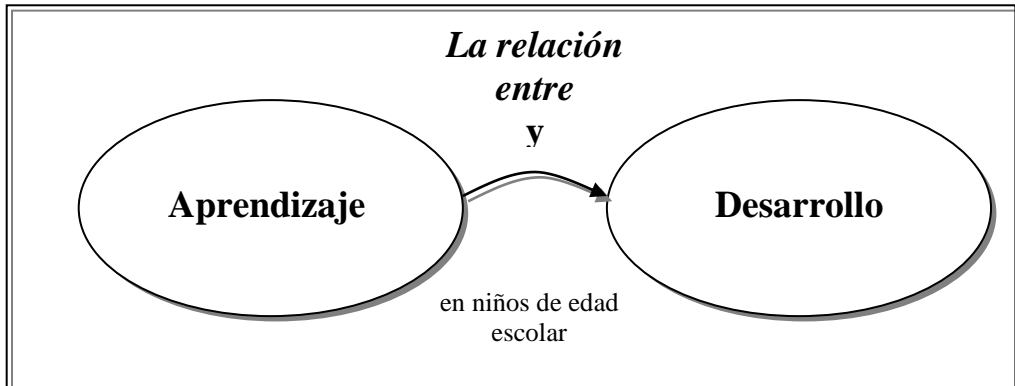 La relación
entre
y
Aprendizaje
Desarrollo
en niños de edad
escolar